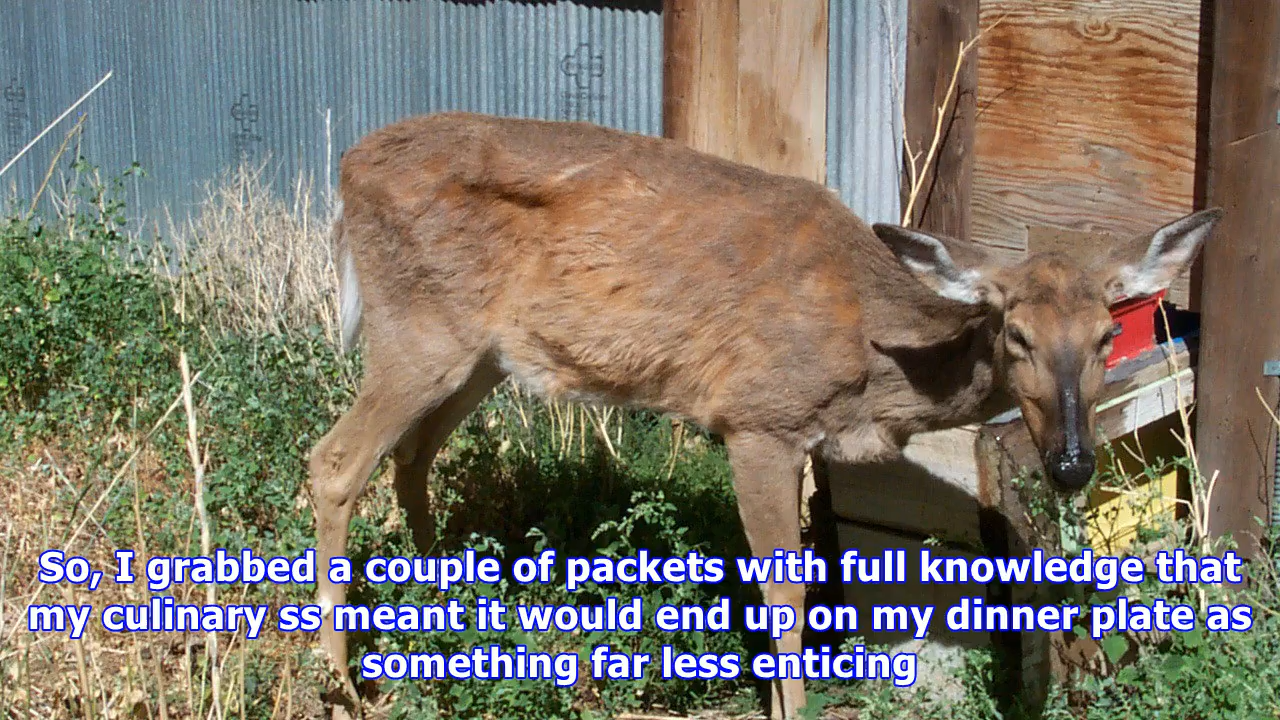 So, I grabbed a couple of packets with full knowledge that
my culinary ss meant it would end up on my dinner plate as
something far less enticing